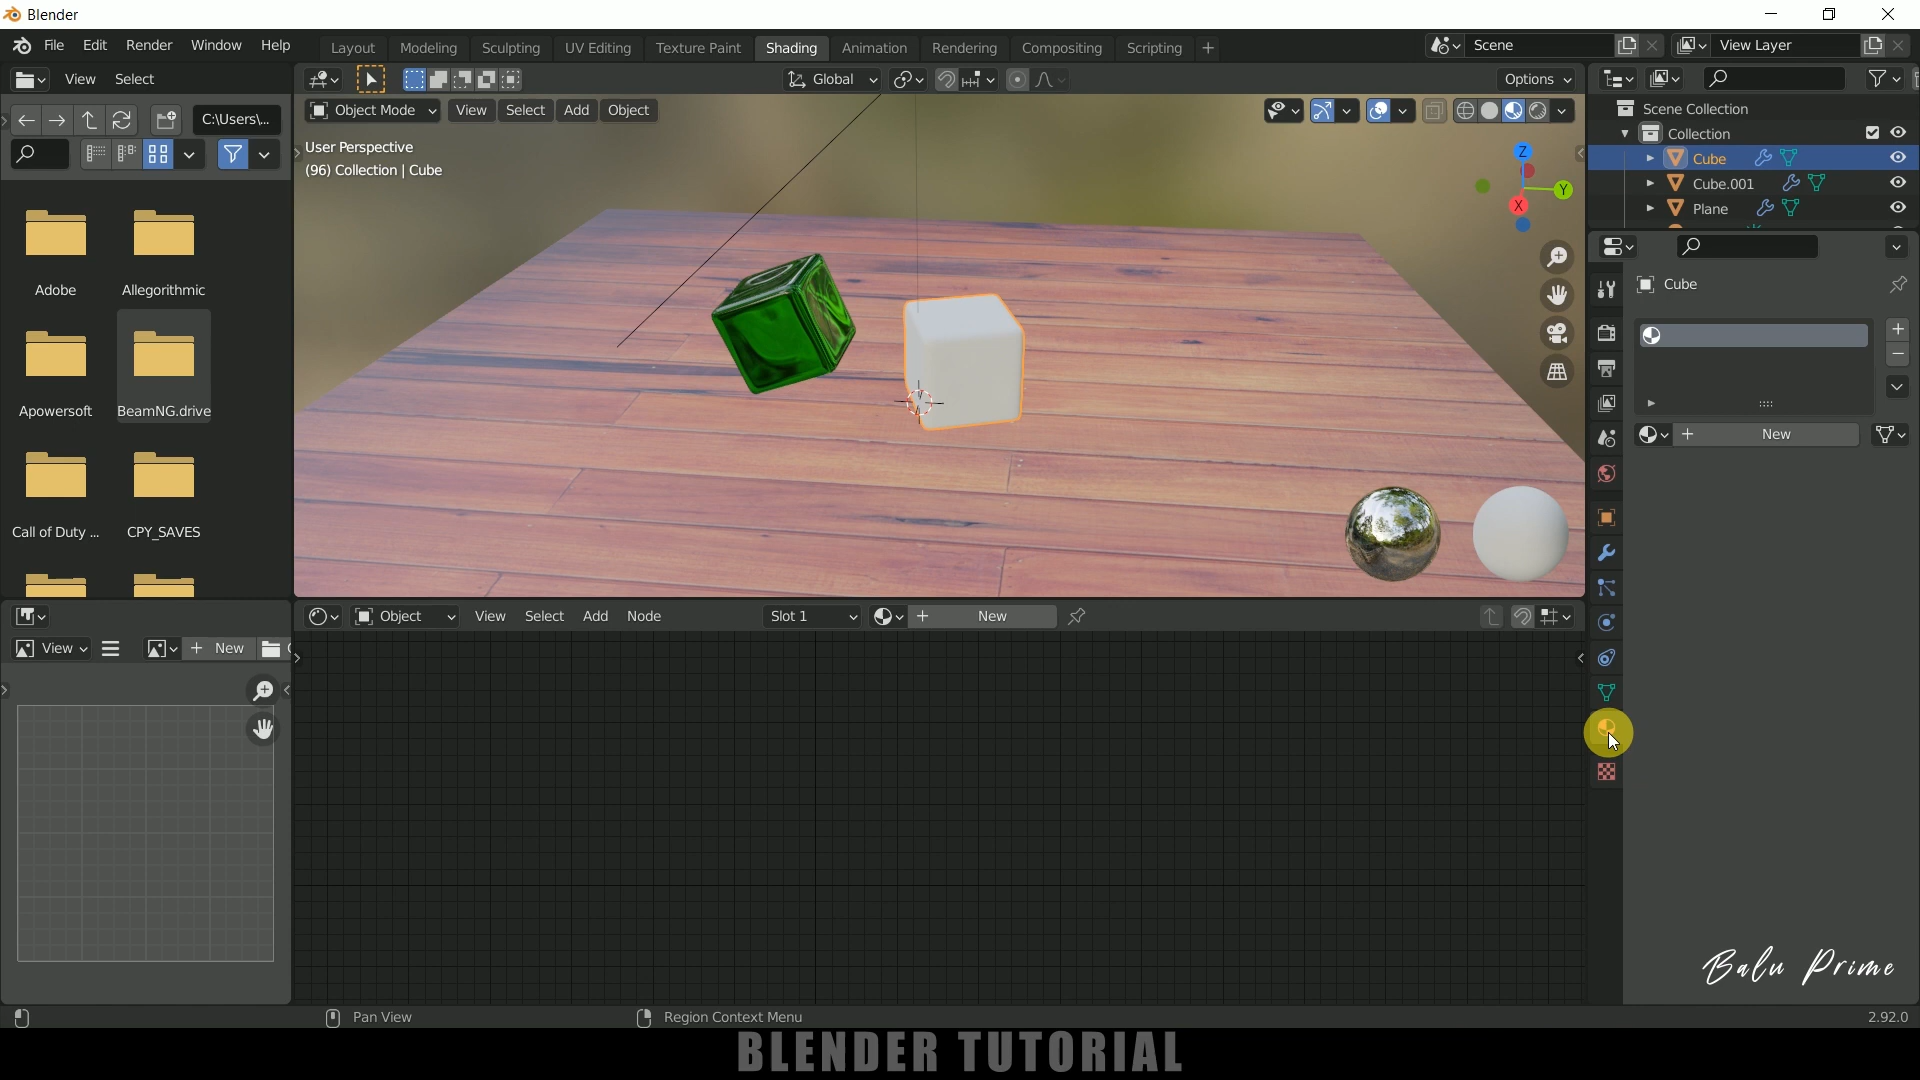 Blender
File Edit Render Window Help Layout Modeling Sculpting UV Editing Texture Paint Shading Animation Rendering Compositing Scripting + Scene View Layer
View Select Global Options
C:\Users\...
Object Mode View Select Add Object
User Perspective
(96) Collection | Cube
Z
Y
X
Scene Collection
Collection
Cube
Cube.001
Plane
Cube
+ New
Adobe Allegorithmic
Apowersoft BeamNG.drive
Call of Duty ... CPY_SAVES
Object View Select Add Node Slot 1 + New
View + New
Balu Prime
Pan View Region Context Menu 2.92.0
BLENDER TUTORIAL